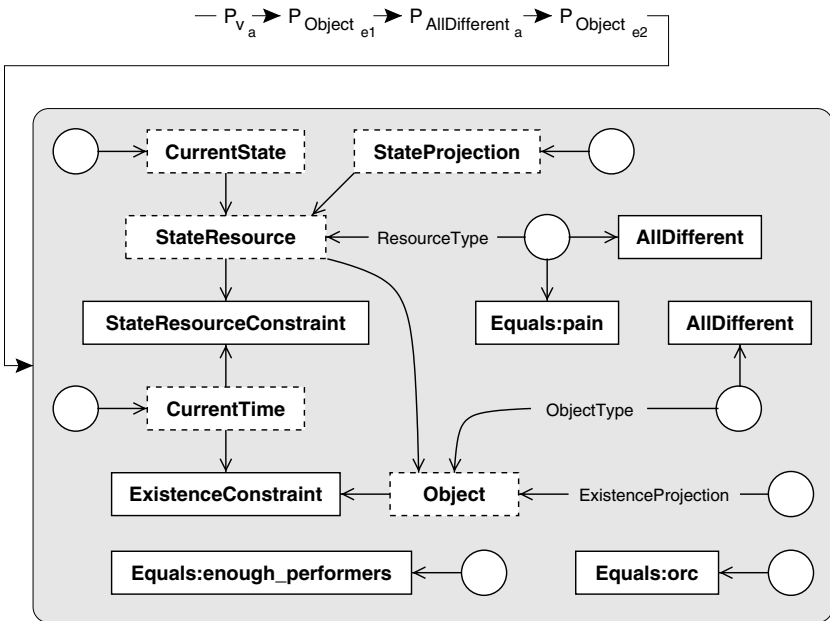 P v a P Object e1 P AllDifferent a P Object e2
CurrentState StateProjection
StateResource ResourceType AllDifferent
StateResourceConstraint Equals:pain AllDifferent
CurrentTime ObjectType
ExistenceConstraint Object ExistenceProjection
Equals:enough_performers Equals:orc